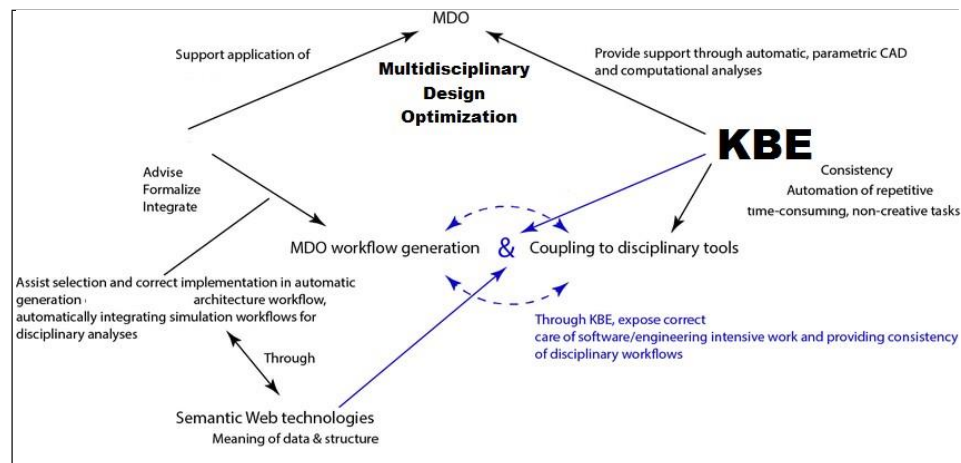 MDO
Support application of
Provide support through automatic, parametric CAD
and computational analyses
Multidisciplinary
Design
Optimization
KBE
Advise
Formalize
Integrate
Consistency
Automation of repetitive
time-consuming, non-creative tasks
MDO workflow generation & Coupling to disciplinary tools
Assist selection and correct implementation in automatic
generation architecture workflow,
automatically integrating simulation workflows for
disciplinary analyses
Through KBE, expose correct
care of software/engineering intensive work and providing consistency
of disciplinary workflows
Through
Semantic Web technologies
Meaning of data & structure